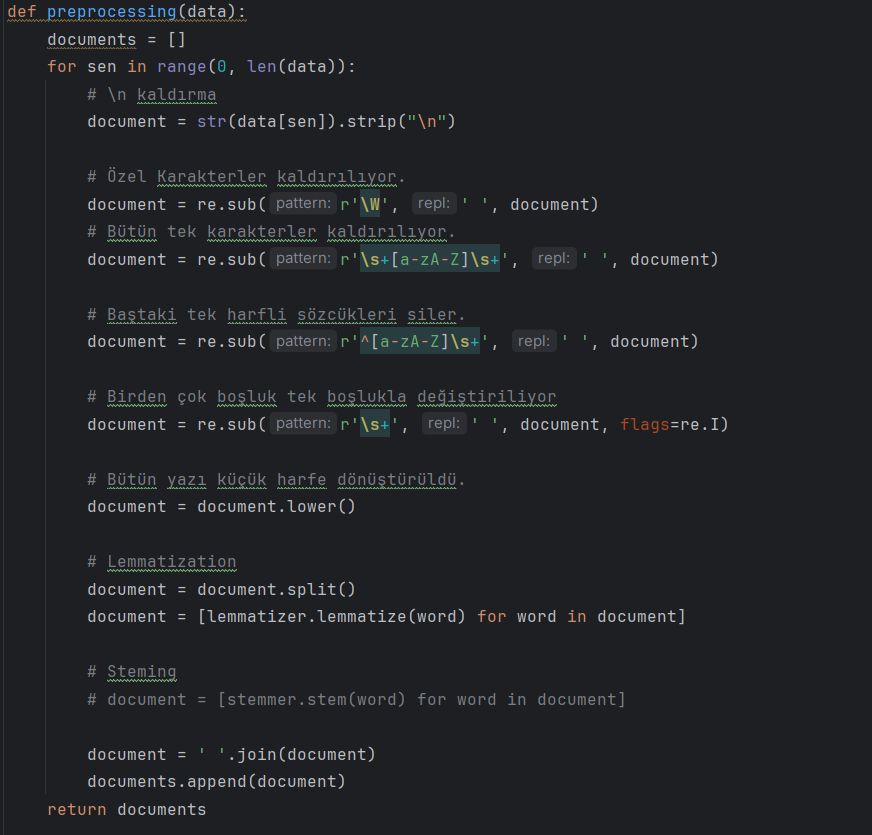 def preprocessing(data):
documents = []
for sen in range(0, len(data)):
# \n kaldırma
document = str(data[sen]).strip("\n")
# Özel Karakterler kaldırılıyor.
document = re.sub( pattern: r'\W', repl: ' ', document)
# Bütün tek karakterler kaldırılıyor.
document = re.sub( pattern: r'\s+[a-zA-Z]\s+', repl: ' ', document)
# Baştaki tek harfli sözcükleri siler.
document = re.sub( pattern: r'^[a-zA-Z]\s+', repl: ' ', document)
# Birden çok boşluk tek boşlukla değiştiriliyor
document = re.sub( pattern: r'\s+', repl: ' ', document, flags=re.I)
# Bütün yazı küçük harfe dönüştürüldü.
document = document.lower()
# Lemmatization
document = document.split()
document = [lemmatizer.lemmatize(word) for word in document]
# Steming
# document = [stemmer.stem(word) for word in document]
document = ' '.join(document)
documents.append(document)
return documents